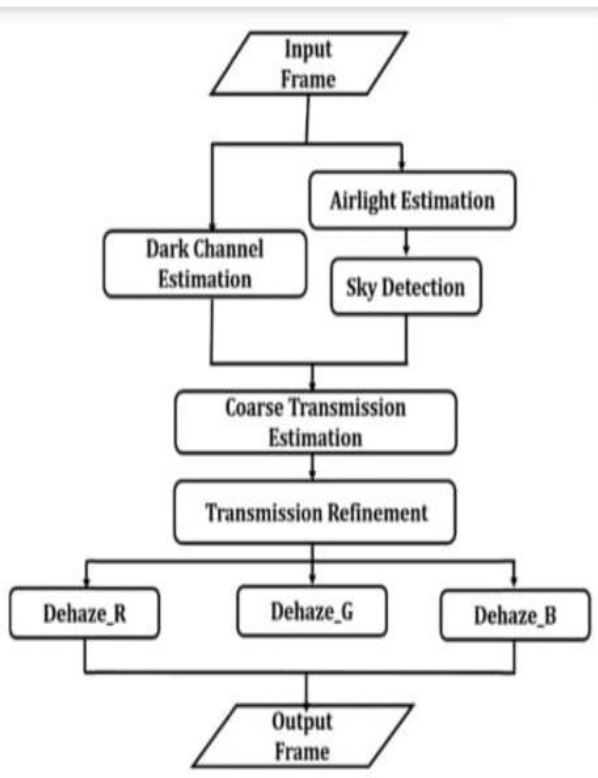 Input
Frame
Airlight Estimation
Dark Channel
Estimation
Sky Detection
Coarse Transmission
Estimation
Transmission Refinement
Dehaze_R
Dehaze_G
Dehaze_B
Output
Frame